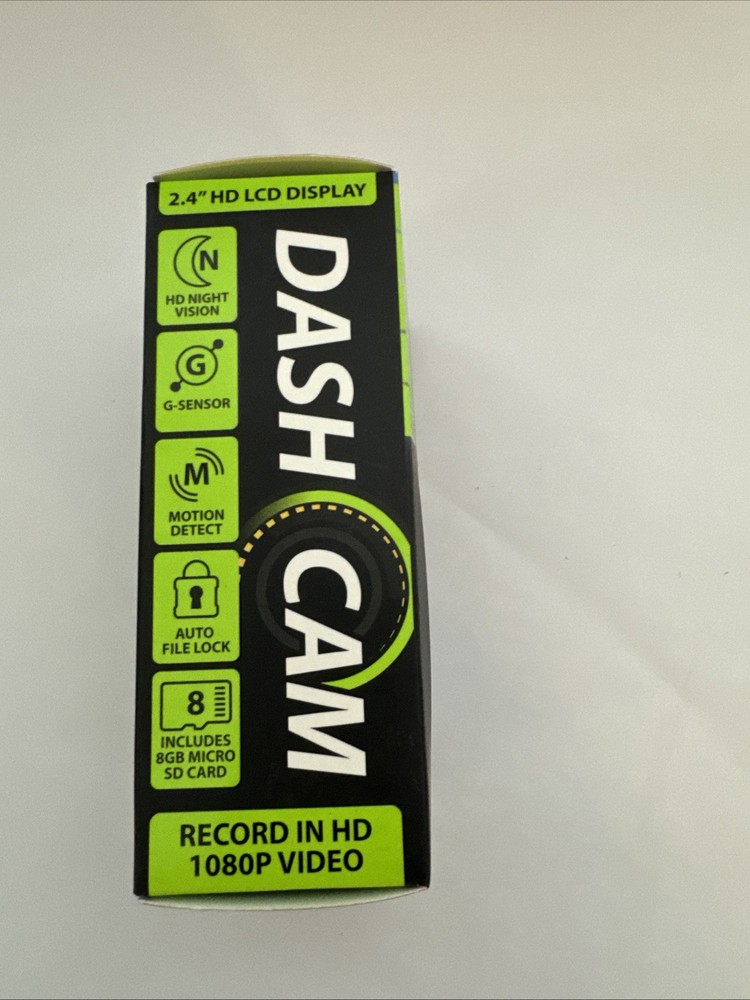 2.4” HD LCD DISPLAY
N
HD NIGHT
VISION
G
G-SENSOR
M
MOTION
DETECT
AUTO
FILE LOCK
8
INCLUDES
8GB MICRO
SD CARD
DASH CAM
RECORD IN HD
1080P VIDEO